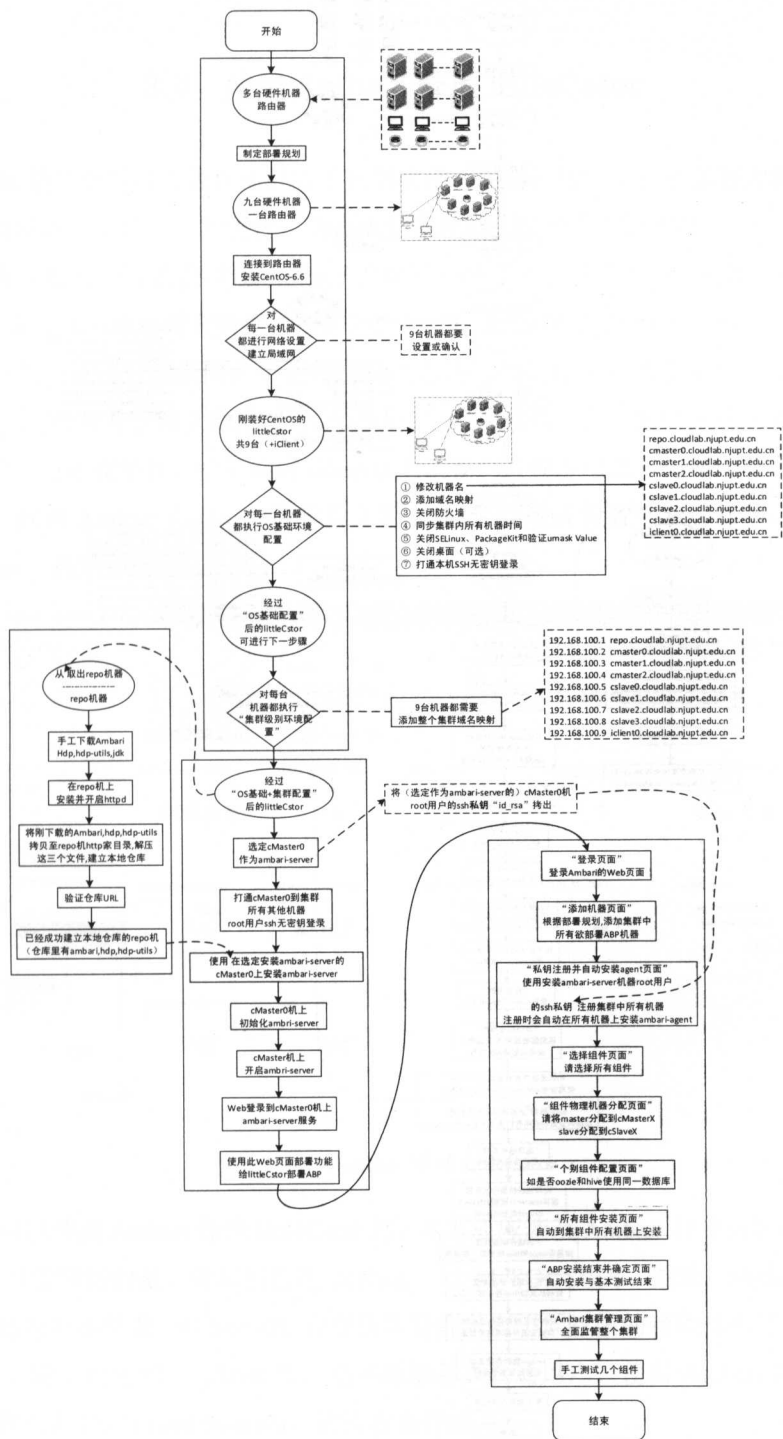 开始
多台硬件机器
路由器
制定部署规划
九台硬件机器
一台路由器
连接到路由器
安装CentOS-6.6
对
每一台机器
都进行网络设置
建立局域网
9台机器都要
设置或确认
刚装好CentOS的
littleCstor
共9台（+iClient）
对每一台机器
都执行OS基础环境
配置
① 修改机器名
② 添加域名映射
③ 关闭防火墙
④ 同步集群内所有机器时间
⑤ 关闭SELinux、PackageKit和验证umask Value
⑥ 关闭桌面（可选）
⑦ 打通本机SSH无密钥登录
repo.cloudlab.njupt.edu.cn
cmaster0.cloudlab.njupt.edu.cn
cmaster1.cloudlab.njupt.edu.cn
cmaster2.cloudlab.njupt.edu.cn
cslave0.cloudlab.njupt.edu.cn
cslave1.cloudlab.njupt.edu.cn
cslave2.cloudlab.njupt.edu.cn
cslave3.cloudlab.njupt.edu.cn
iclient0.cloudlab.njupt.edu.cn
经过
“OS基础配置”
后的littleCstor
可进行下一步骤
对每台
机器都执行
“集群级别环境配
置”
9台机器都需要
添加整个集群域名映射
192.168.100.1 repo.cloudlab.njupt.edu.cn
192.168.100.2 cmaster0.cloudlab.njupt.edu.cn
192.168.100.3 cmaster1.cloudlab.njupt.edu.cn
192.168.100.4 cmaster2.cloudlab.njupt.edu.cn
192.168.100.5 cslave0.cloudlab.njupt.edu.cn
192.168.100.6 cslave1.cloudlab.njupt.edu.cn
192.168.100.7 cslave2.cloudlab.njupt.edu.cn
192.168.100.8 cslave3.cloudlab.njupt.edu.cn
192.168.100.9 iclient0.cloudlab.njupt.edu.cn
从 取出repo机器
repo机器
手工下载Ambari
Hdp,hdp-utils,jdk
在repo机上
安装并开启httpd
将刚下载的Ambari,hdp,hdp-utils
拷贝至repo机http家目录,解压
这三个文件,建立本地仓库
验证仓库URL
已经成功建立本地仓库的repo机
（仓库里有ambari,hdp,hdp-utils）
经过
“OS基础+集群配置”
后的littleCstor
将（选定作为ambari-server的）cMaster0机
root用户的ssh私钥“id_rsa”拷出
选定cMaster0
作为ambari-server
打通cMaster0到集群
所有其他机器
root用户ssh无密钥登录
使用 在选定安装ambari-server的
cMaster0上安装ambari-server
cMaster0机上
初始化ambri-server
cMaster机上
开启ambri-server
Web登录到cMaster0机上
ambari-server服务
使用此Web页面部署功能
给littleCstor部署ABP
“登录页面”
登录Ambari的Web页面
“添加机器页面”
根据部署规划,添加集群中
所有欲部署ABP机器
“私钥注册并自动安装agent页面”
使用安装ambari-server机器root用户
的ssh私钥 注册集群中所有机器
注册时会自动在所有机器上安装ambari-agent
“选择组件页面”
请选择所有组件
“组件物理机器分配页面”
请将master分配到cMasterX
slave分配到cSlaveX
“个别组件配置页面”
如是否oozie和hive使用同一数据库
“所有组件安装页面”
自动到集群中所有机器上安装
“ABP安装结束并确定页面”
自动安装与基本测试结束
“Ambari集群管理页面”
全面监管整个集群
手工测试几个组件
结束